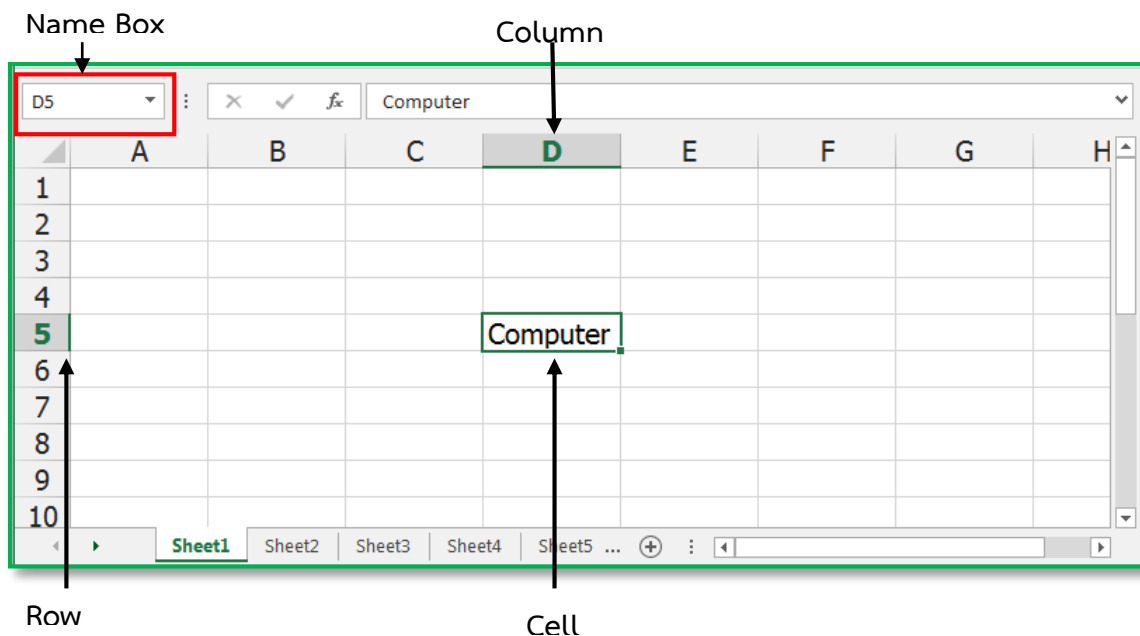 Name Box
Column
D5 fx Computer
A B C D E F G H
1
2
3
4
5 Computer
6
7
8
9
10
Sheet1 Sheet2 Sheet3 Sheet4 Sheet5 ...
Row
Cell